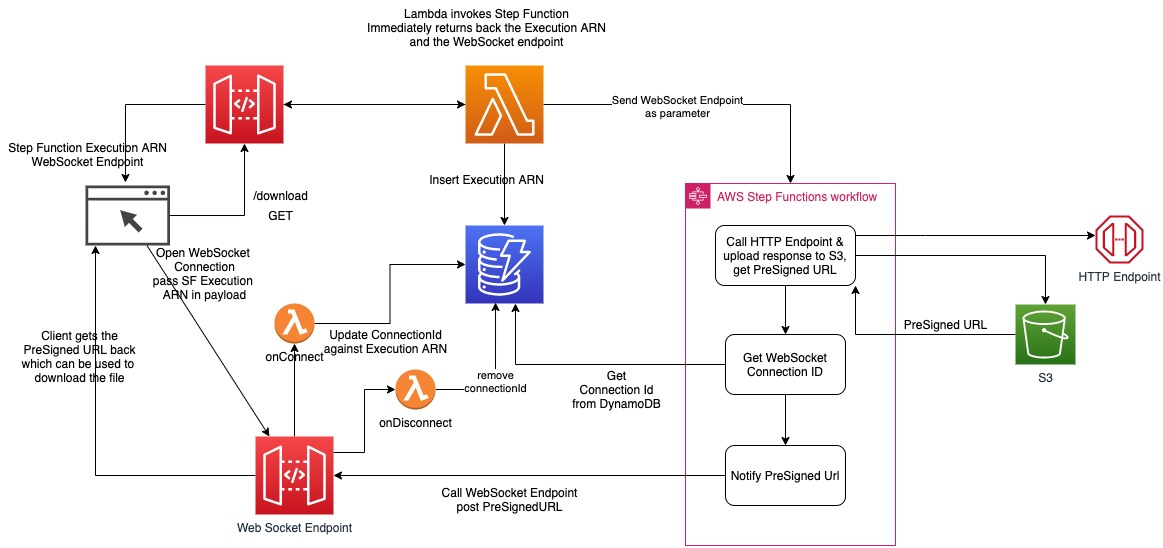 Lambda invokes Step Function
Immediately returns back the Execution ARN
and the WebSocket endpoint
Send WebSocket Endpoint
as parameter
Step Function Execution ARN
WebSocket Endpoint
Insert Execution ARN
/download
GET
AWS Step Functions workflow
Call HTTP Endpoint &
upload response to S3,
get PreSigned URL
HTTP Endpoint
Open WebSocket
Connection
pass SF Execution
ARN in payload
PreSigned URL
S3
Client gets the
PreSigned URL back
which can be used to
download the file
onConnect
Update ConnectionId
against Execution ARN
Get WebSocket
Connection ID
remove
connectionId
Get
Connection Id
from DynamoDB
onDisconnect
Notify PreSigned Url
Call WebSocket Endpoint
post PreSignedURL
Web Socket Endpoint